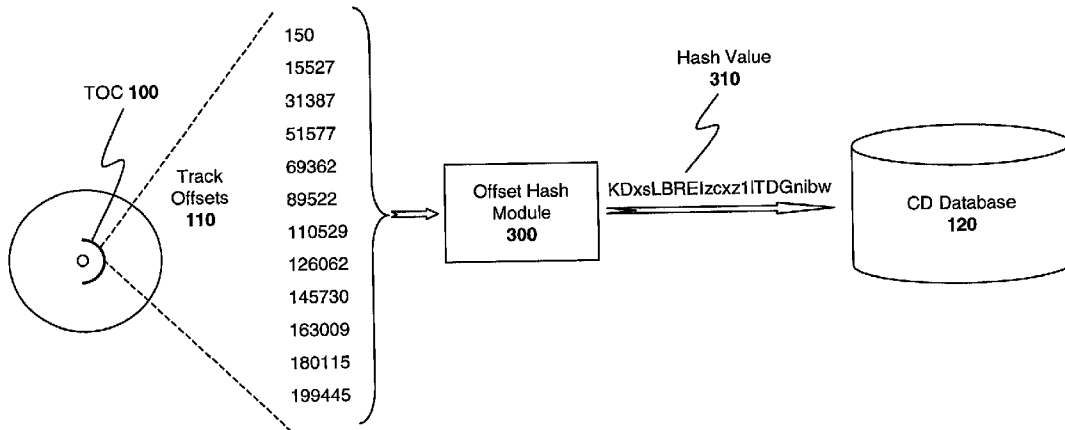 TOC 100
Track
Offsets
110
150
15527
31387
51577
69362
89522
110529
126062
145730
163009
180115
199445
Offset Hash
Module
300
Hash Value
310
KDxsLBREIzcxz1ITDGnibw
CD Database
120